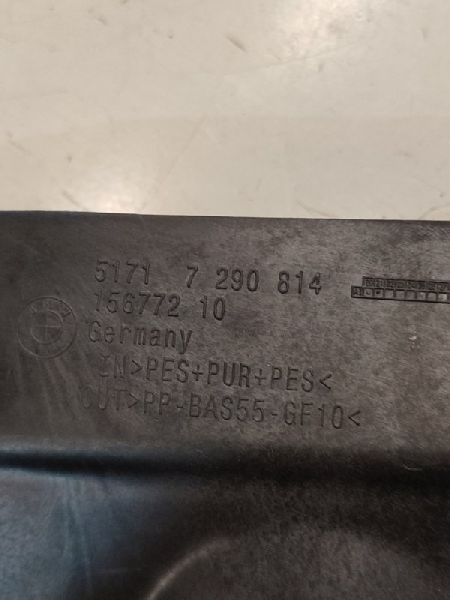 5171 7 290 814
156772 10
Germany
IN>PES+PUR+PES<
OUT>PP-BAS55-GF10<